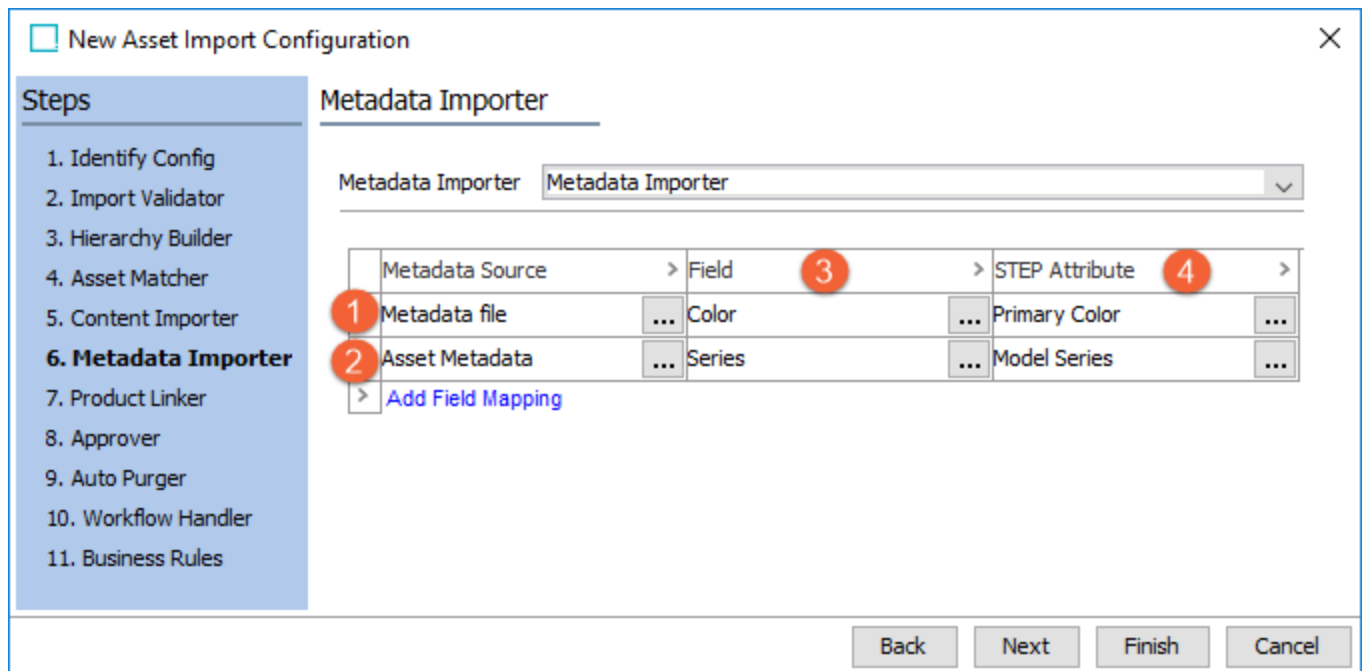 New Asset Import Configuration
Steps
1. Identify Config
2. Import Validator
3. Hierarchy Builder
4. Asset Matcher
5. Content Importer
6. Metadata Importer
7. Product Linker
8. Approver
9. Auto Purger
10. Workflow Handler
11. Business Rules
Metadata Importer
Metadata Importer Metadata Importer
Metadata Source > Field 3 > STEP Attribute 4 >
1 Metadata file ... Color ... Primary Color ...
2 Asset Metadata ... Series ... Model Series ...
> Add Field Mapping
Back Next Finish Cancel